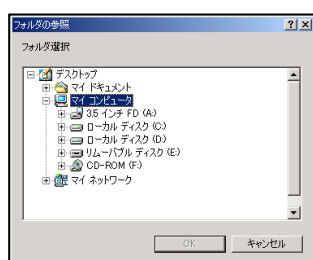 フォルダの参照
フォルダ選択
デスクトップ
マイ ドキュメント
マイ コンピュータ
3.5 インチ FD (A:)
ローカル ディスク (C:)
ローカル ディスク (D:)
リムーバブル ディスク (E:)
CD-ROM (F:)
マイ ネットワーク
OK
キャンセル